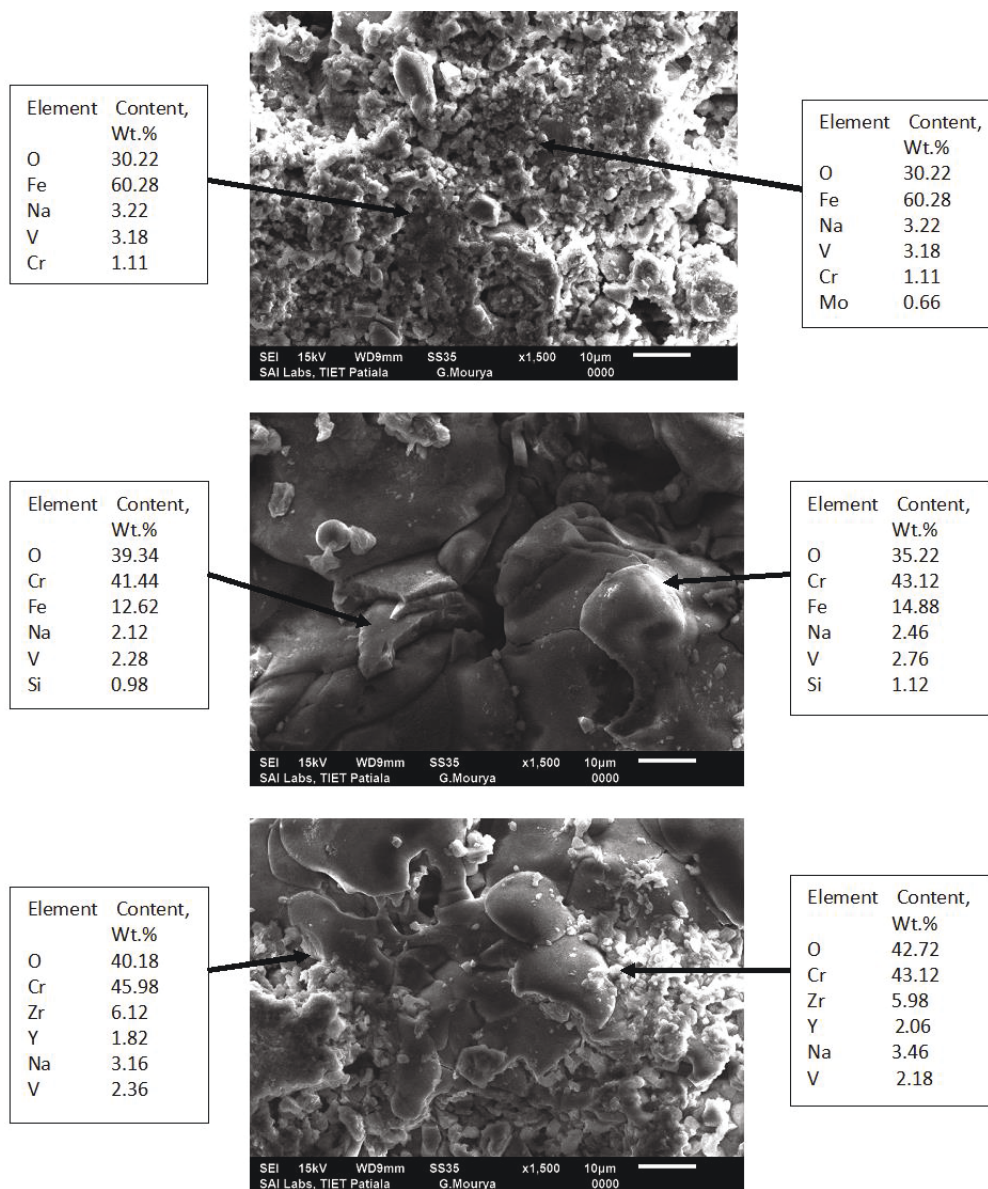 Element Content,
Wt.%
O 30.22
Fe 60.28
Na 3.22
V 3.18
Cr 1.11
Element Content,
Wt.%
O 30.22
Fe 60.28
Na 3.22
V 3.18
Cr 1.11
Mo 0.66
SEI 15kV WD9mm SS35 x1,500 10µm
SAI Labs, TIET Patiala G.Mourya 0000
Element Content,
Wt.%
O 39.34
Cr 41.44
Fe 12.62
Na 2.12
V 2.28
Si 0.98
Element Content,
Wt.%
O 35.22
Cr 43.12
Fe 14.88
Na 2.46
V 2.76
Si 1.12
SEI 15kV WD9mm SS35 x1,500 10µm
SAI Labs, TIET Patiala G.Mourya 0000
Element Content,
Wt.%
O 40.18
Cr 45.98
Zr 6.12
Y 1.82
Na 3.16
V 2.36
Element Content,
Wt.%
O 42.72
Cr 43.12
Zr 5.98
Y 2.06
Na 3.46
V 2.18
SEI 15kV WD9mm SS35 x1,500 10µm
SAI Labs, TIET Patiala G.Mourya 0000